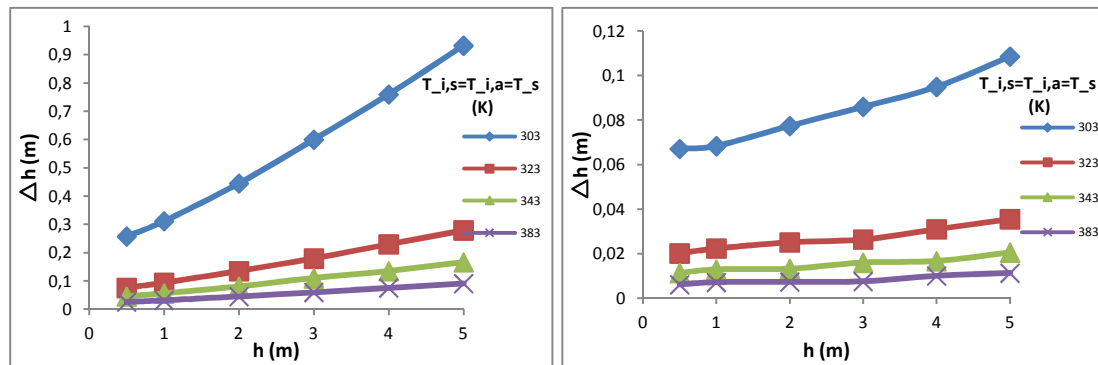 1
0,9
0,8
0,7
0,6
0,5
0,4
0,3
0,2
0,1
0
△h (m)
0 1 2 3 4 5
h (m)
T_i,s=T_i,a=T_s
(K)
303
323
343
383
0,12
0,1
0,08
0,06
0,04
0,02
0
△h (m)
0 1 2 3 4 5
h (m)
T_i,s=T_i,a=T_s
(K)
303
323
343
383